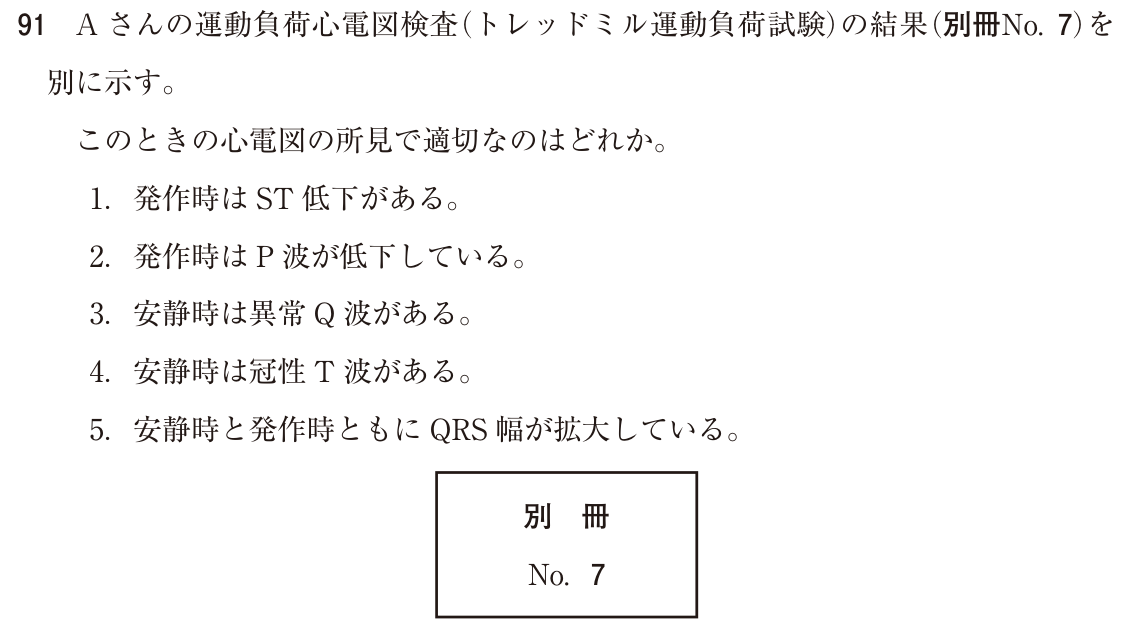 91 Aさんの運動負荷心電図検査(トレッドミル運動負荷試験)の結果(別冊No. 7)を
別に示す。
このときの心電図の所見で適切なのはどれか。
1. 発作時はST低下がある。
2. 発作時はP波が低下している。
3. 安静時は異常Q波がある。
4. 安静時は冠性T波がある。
5. 安静時と発作時ともにQRS幅が拡大している。
別 冊
No. 7